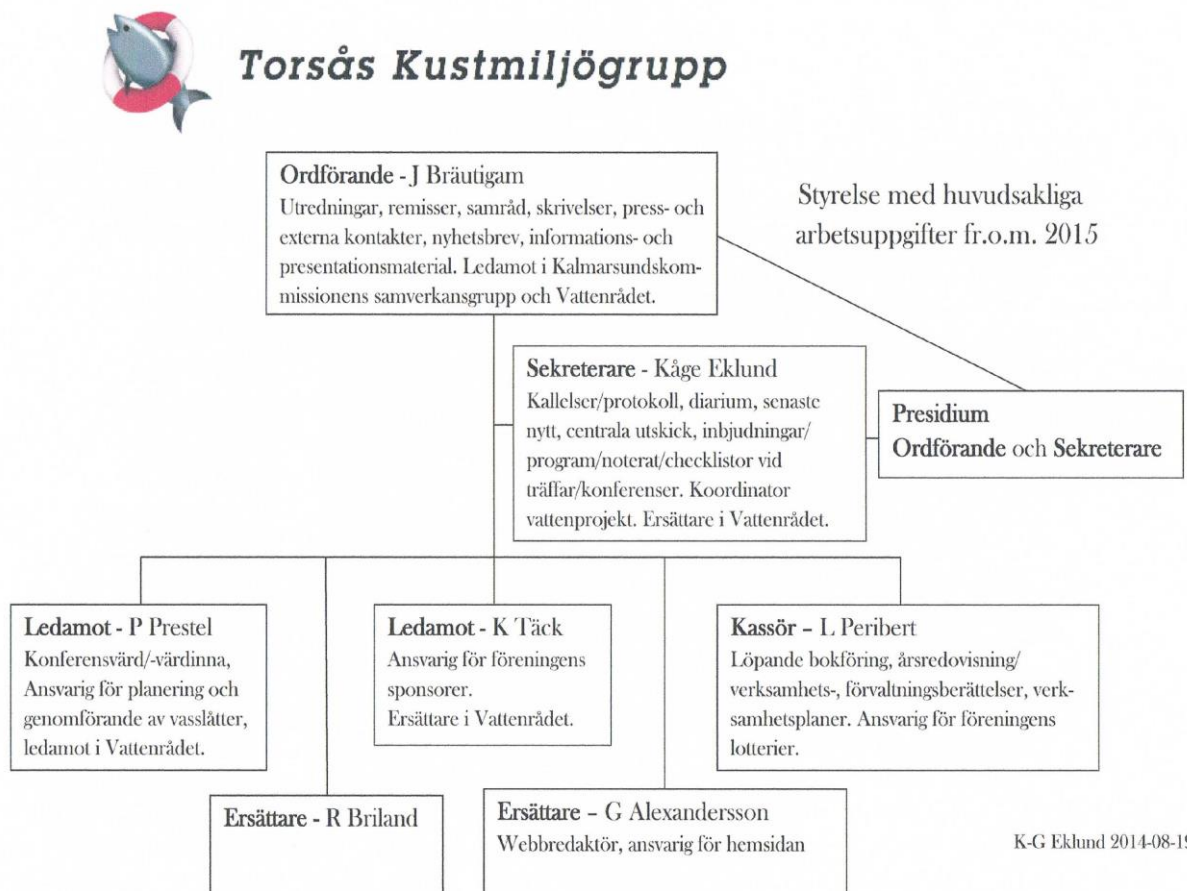 Torsås Kustmiljögrupp
Ordförande - J Bräutigam
Utredningar, remisser, samråd, skrivelser, press- och
externa kontakter, nyhetsbrev, informations- och
presentationsmaterial. Ledamot i Kalmarsundskom-
missionens samverkansgrupp och Vattenrådet.
Styrelse med huvudsakliga
arbetsuppgifter fr.o.m. 2015
Sekreterare - Kåge Eklund
Kallelser/protokoll, diarium, senaste
nytt, centrala utskick, inbjudningar/
program/noterat/checklistor vid
träffar/konferenser. Koordinator
vattenprojekt. Ersättare i Vattenrådet.
Presidium
Ordförande och Sekreterare
Ledamot - P Prestel
Konferensvärd/-värdinna,
Ansvarig för planering och
genomförande av vasslåtter,
ledamot i Vattenrådet.
Ledamot - K Täck
Ansvarig för föreningens
sponsorer.
Ersättare i Vattenrådet.
Kassör – L Peribert
Löpande bokföring, årsredovisning/
verksamhets-, förvaltningsberättelser, verk-
samhetsplaner. Ansvarig för föreningens
lotterier.
Ersättare - R Briland
Ersättare – G Alexandersson
Webbredaktör, ansvarig för hemsidan
K-G Eklund 2014-08-19